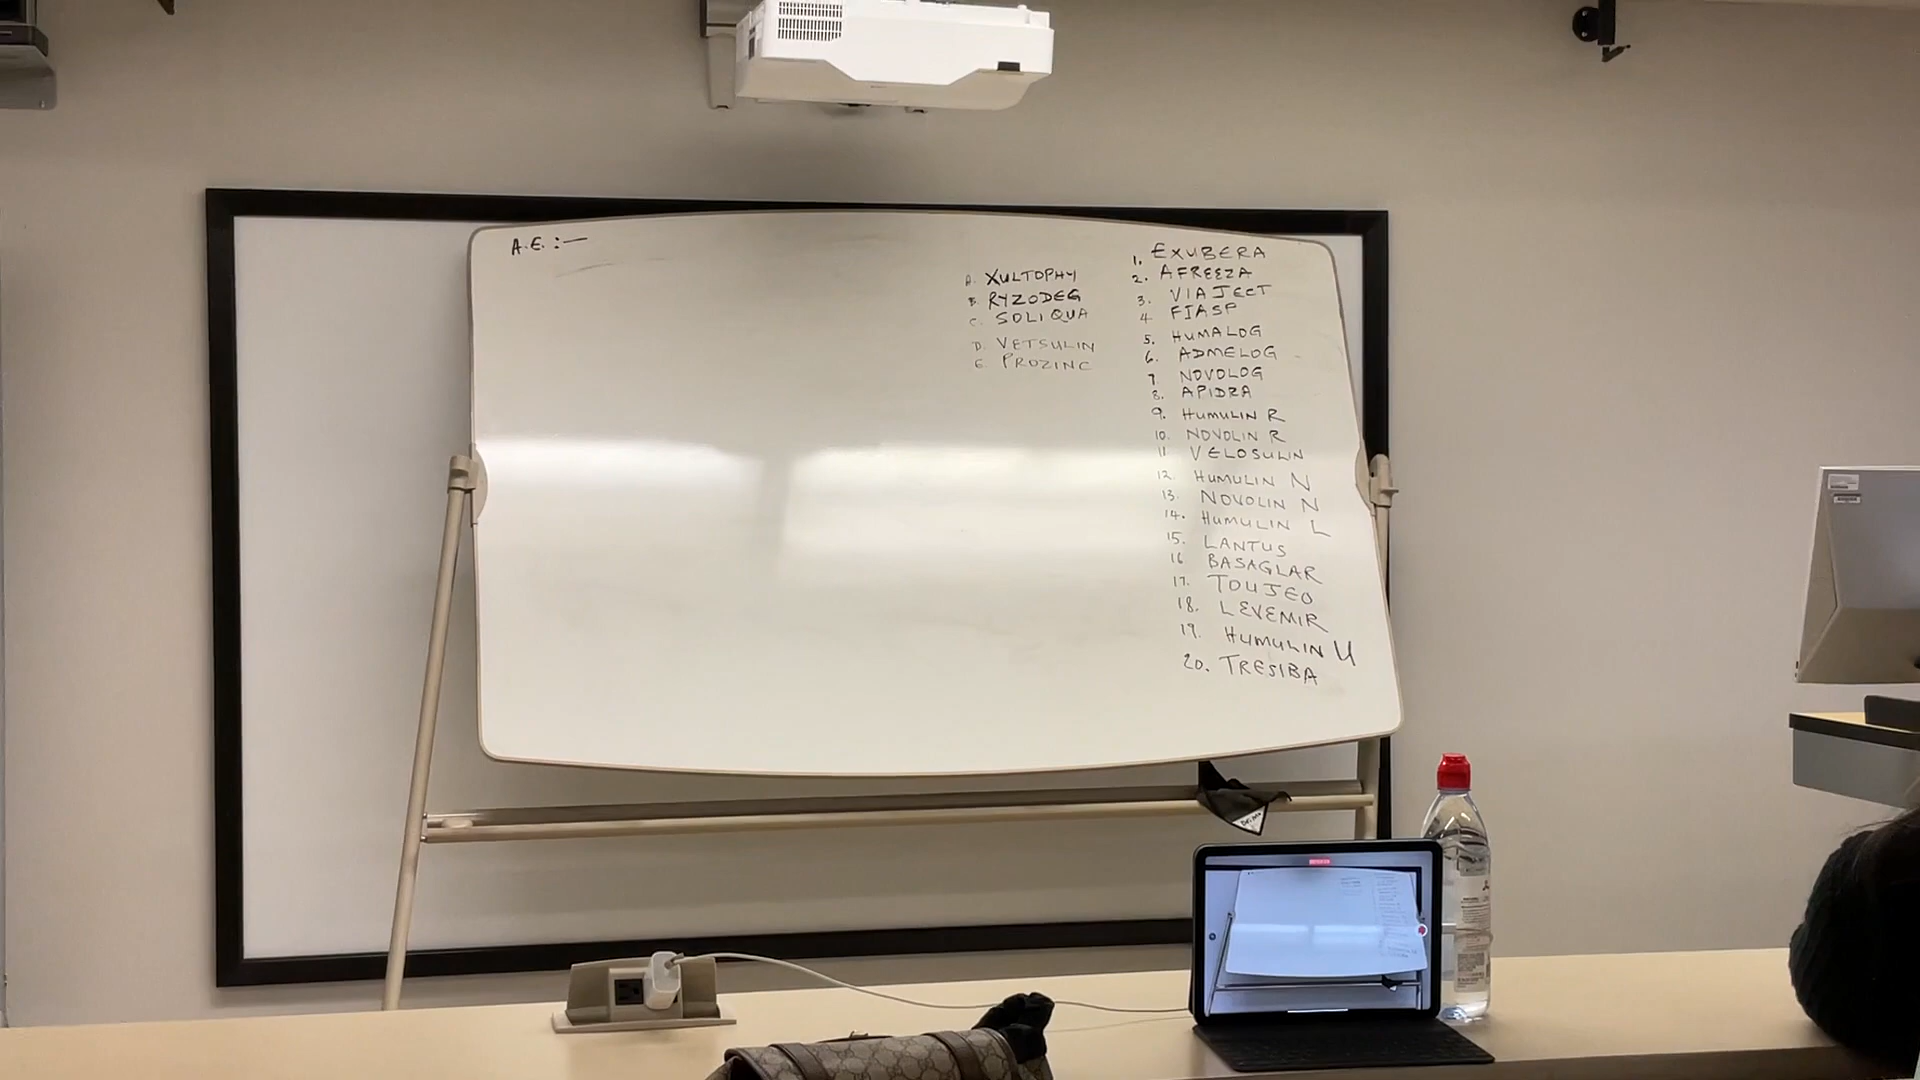 A.E. :—
A. XULTOPHY
B. RYZODEG
C. SOLIQUA
D. VETSULIN
E. PROZINC
1. EXUBERA
2. AFREEZA
3. VIAJECT
4. FIASP
5. HUMALOG
6. ADMELOG
7. NOVOLOG
8. APIDRA
9. HUMULIN R
10. NOVOLIN R
11. VELOSULIN
12. HUMULIN N
13. NOVOLIN N
14. HUMULIN L
15. LANTUS
16. BASAGLAR
17. TOUJEO
18. LEVEMIR
19. HUMULIN U
20. TRESIBA